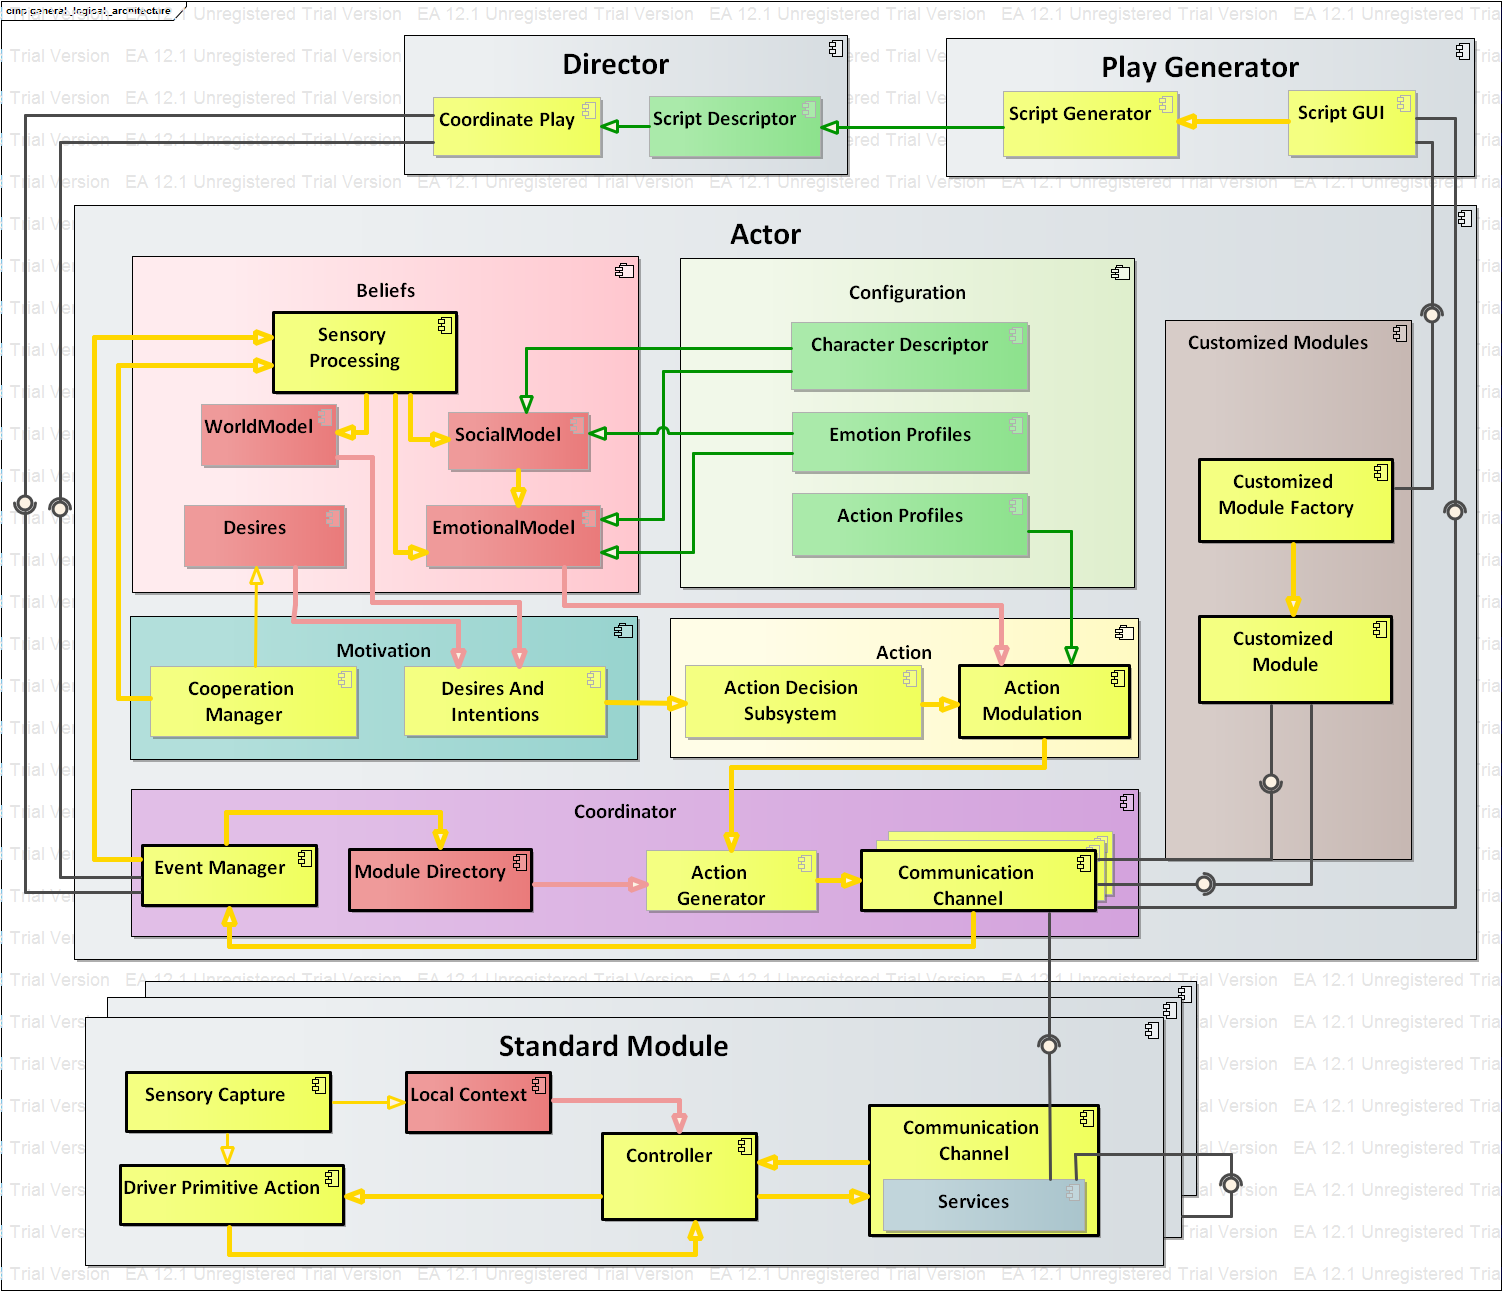 cmp general_logical_architecture
EA 12.1 Unregistered Trial Version
Director
Coordinate Play
Script Descriptor
Play Generator
Script Generator
Script GUI
Actor
Beliefs
Sensory
Processing
WorldModel
SocialModel
Desires
EmotionalModel
Configuration
Character Descriptor
Emotion Profiles
Action Profiles
Customized Modules
Customized
Module Factory
Customized
Module
Motivation
Cooperation
Manager
Desires And
Intentions
Action
Action Decision
Subsystem
Action
Modulation
Coordinator
Event Manager
Module Directory
Action
Generator
Communication
Channel
Standard Module
Sensory Capture
Local Context
Driver Primitive Action
Controller
Communication
Channel
Services